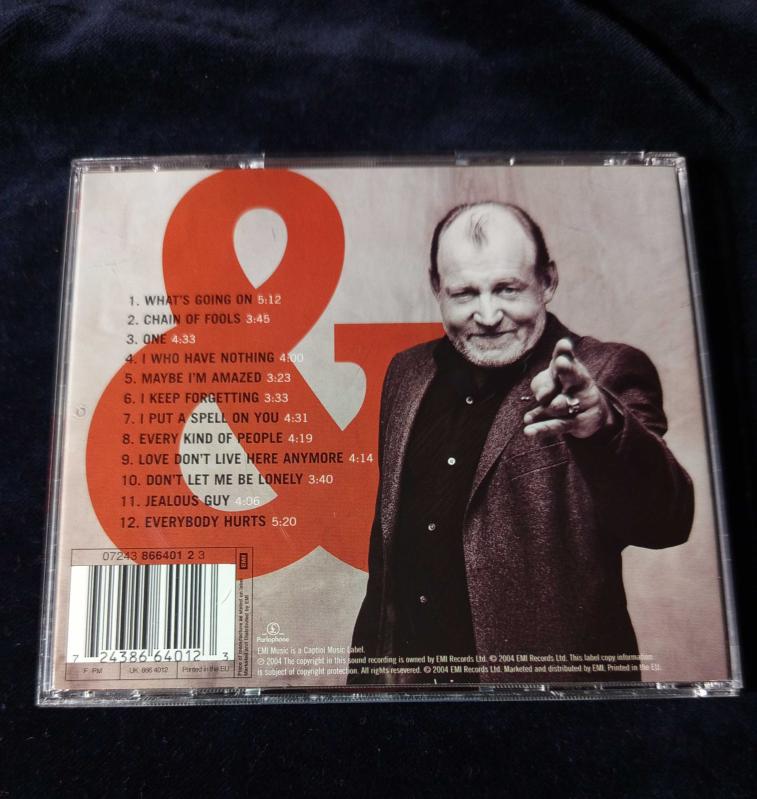 1. WHAT'S GOING ON 5:12
2. CHAIN OF FOOLS 3:45
3. ONE 4:33
4. I WHO HAVE NOTHING 4:00
5. MAYBE I'M AMAZED 3:23
6. I KEEP FORGETTING 3:33
7. I PUT A SPELL ON YOU 4:31
8. EVERY KIND OF PEOPLE 4:19
9. LOVE DON'T LIVE HERE ANYMORE 4:14
10. DON'T LET ME BE LONELY 3:40
11. JEALOUS GUY 4:06
12. EVERYBODY HURTS 5:20
&
07243 866401 2 3
EMI
7 24386 64012 3
F: PM UK: 866 4012 Printed in the EU
Parlophone
EMI Music is a Capitol Music Label.
℗ 2004 The copyright in this sound recording is owned by EMI Records Ltd. © 2004 EMI Records Ltd. This label copy information
is subject of copyright protection. All rights resevered. © 2004 EMI Records Ltd. Marketed and distributed by EMI. Printed in the EU.